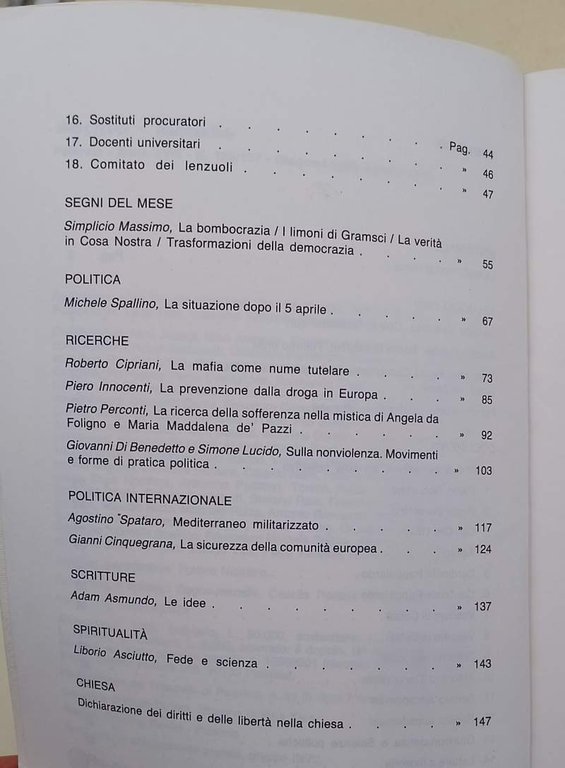 16. Sostituti procuratori . . . . . . . . . Pag. 44
17. Docenti universitari . . . . . . . . . » 46
18. Comitato dei lenzuoli . . . . . . . . » 47
SEGNI DEL MESE
Simplicio Massimo, La bombocrazia / I limoni di Gramsci / La verità
in Cosa Nostra / Trasformazioni della democrazia . . . . » 55
POLITICA
Michele Spallino, La situazione dopo il 5 aprile . . . . . » 67
RICERCHE
Roberto Cipriani, La mafia come nume tutelare . . . . » 73
Piero Innocenti, La prevenzione dalla droga in Europa . . . » 85
Pietro Perconti, La ricerca della sofferenza nella mistica di Angela da
Foligno e Maria Maddalena de' Pazzi . . . . . . » 92
Giovanni Di Benedetto e Simone Lucido, Sulla nonviolenza. Movimenti
e forme di pratica politica . . . . . . . . . » 103
POLITICA INTERNAZIONALE
Agostino Spataro, Mediterraneo militarizzato . . . . . » 117
Gianni Cinquegrana, La sicurezza della comunità europea . . . » 124
SCRITTURE
Adam Asmundo, Le idee . . . . . . . . . » 137
SPIRITUALITÀ
Liborio Asciutto, Fede e scienza . . . . . . . » 143
CHIESA
Dichiarazione dei diritti e delle libertà nella chiesa . . . . » 147